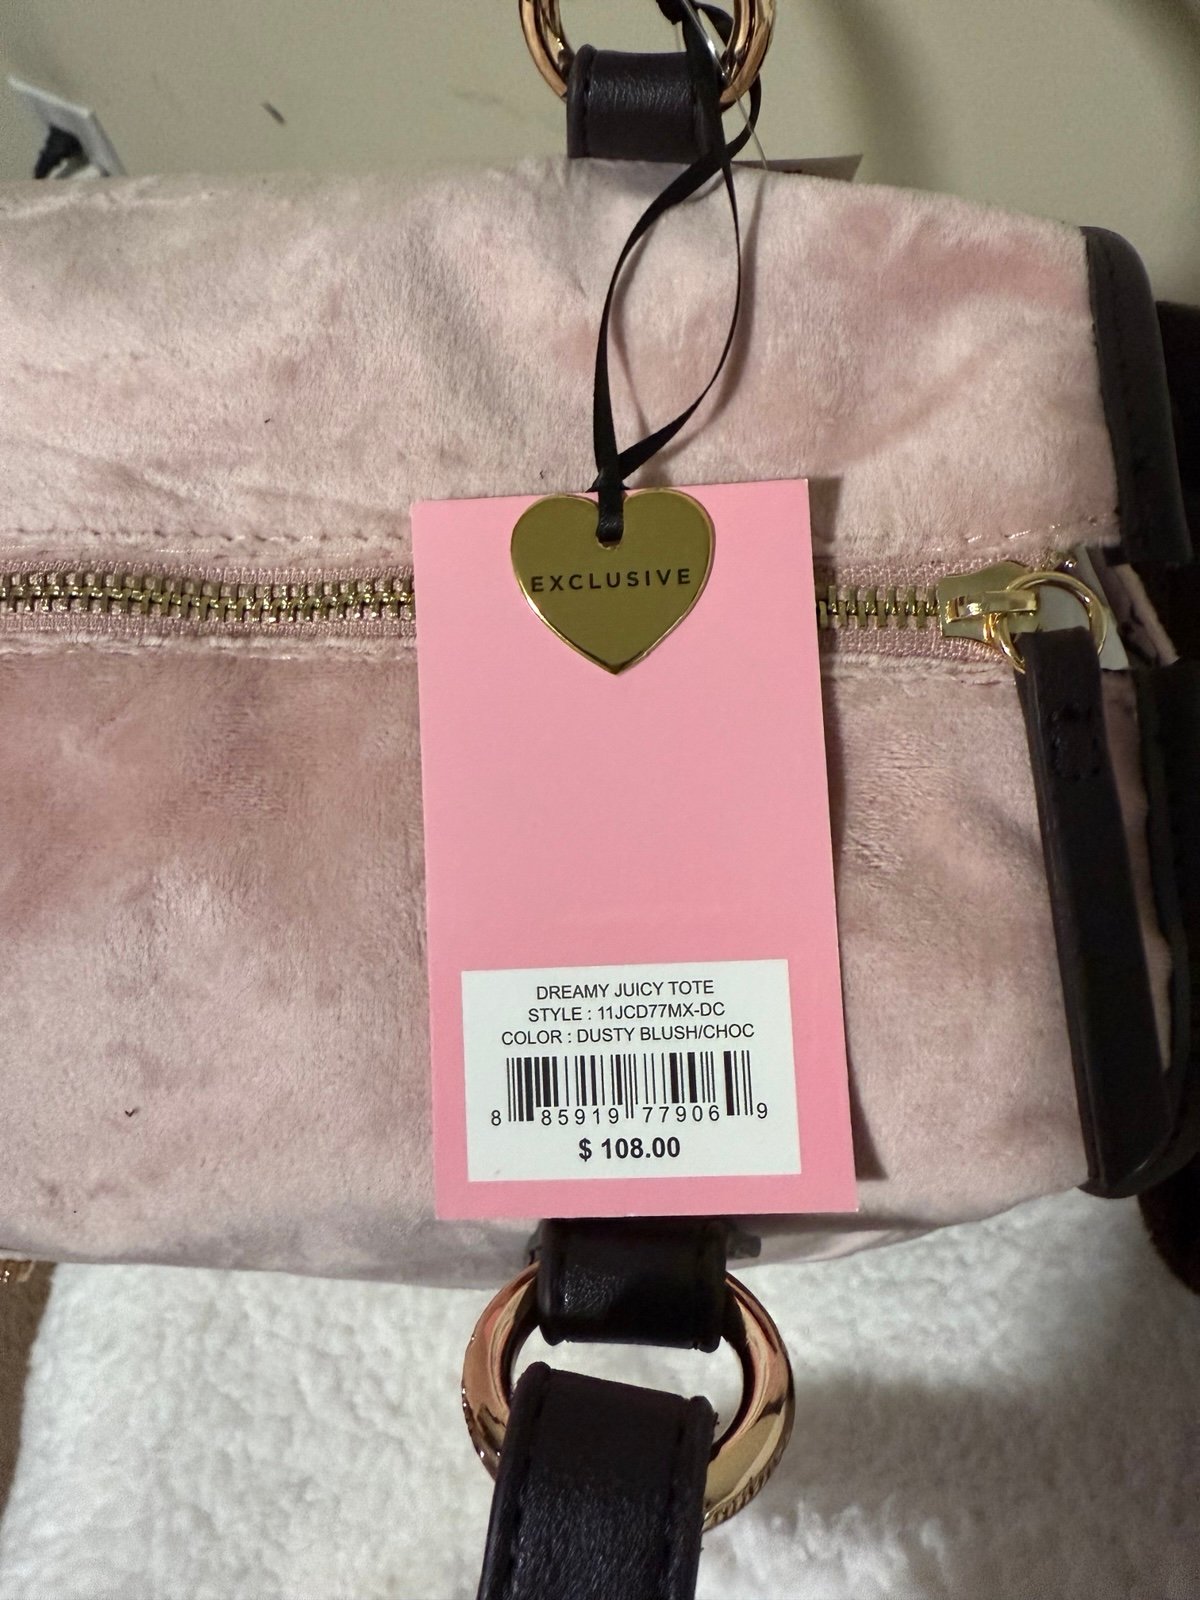 EXCLUSIVE
DREAMY JUICY TOTE
STYLE : 11JCD77MX-DC
COLOR : DUSTY BLUSH/CHOC
8 85919 77906 9
$ 108.00